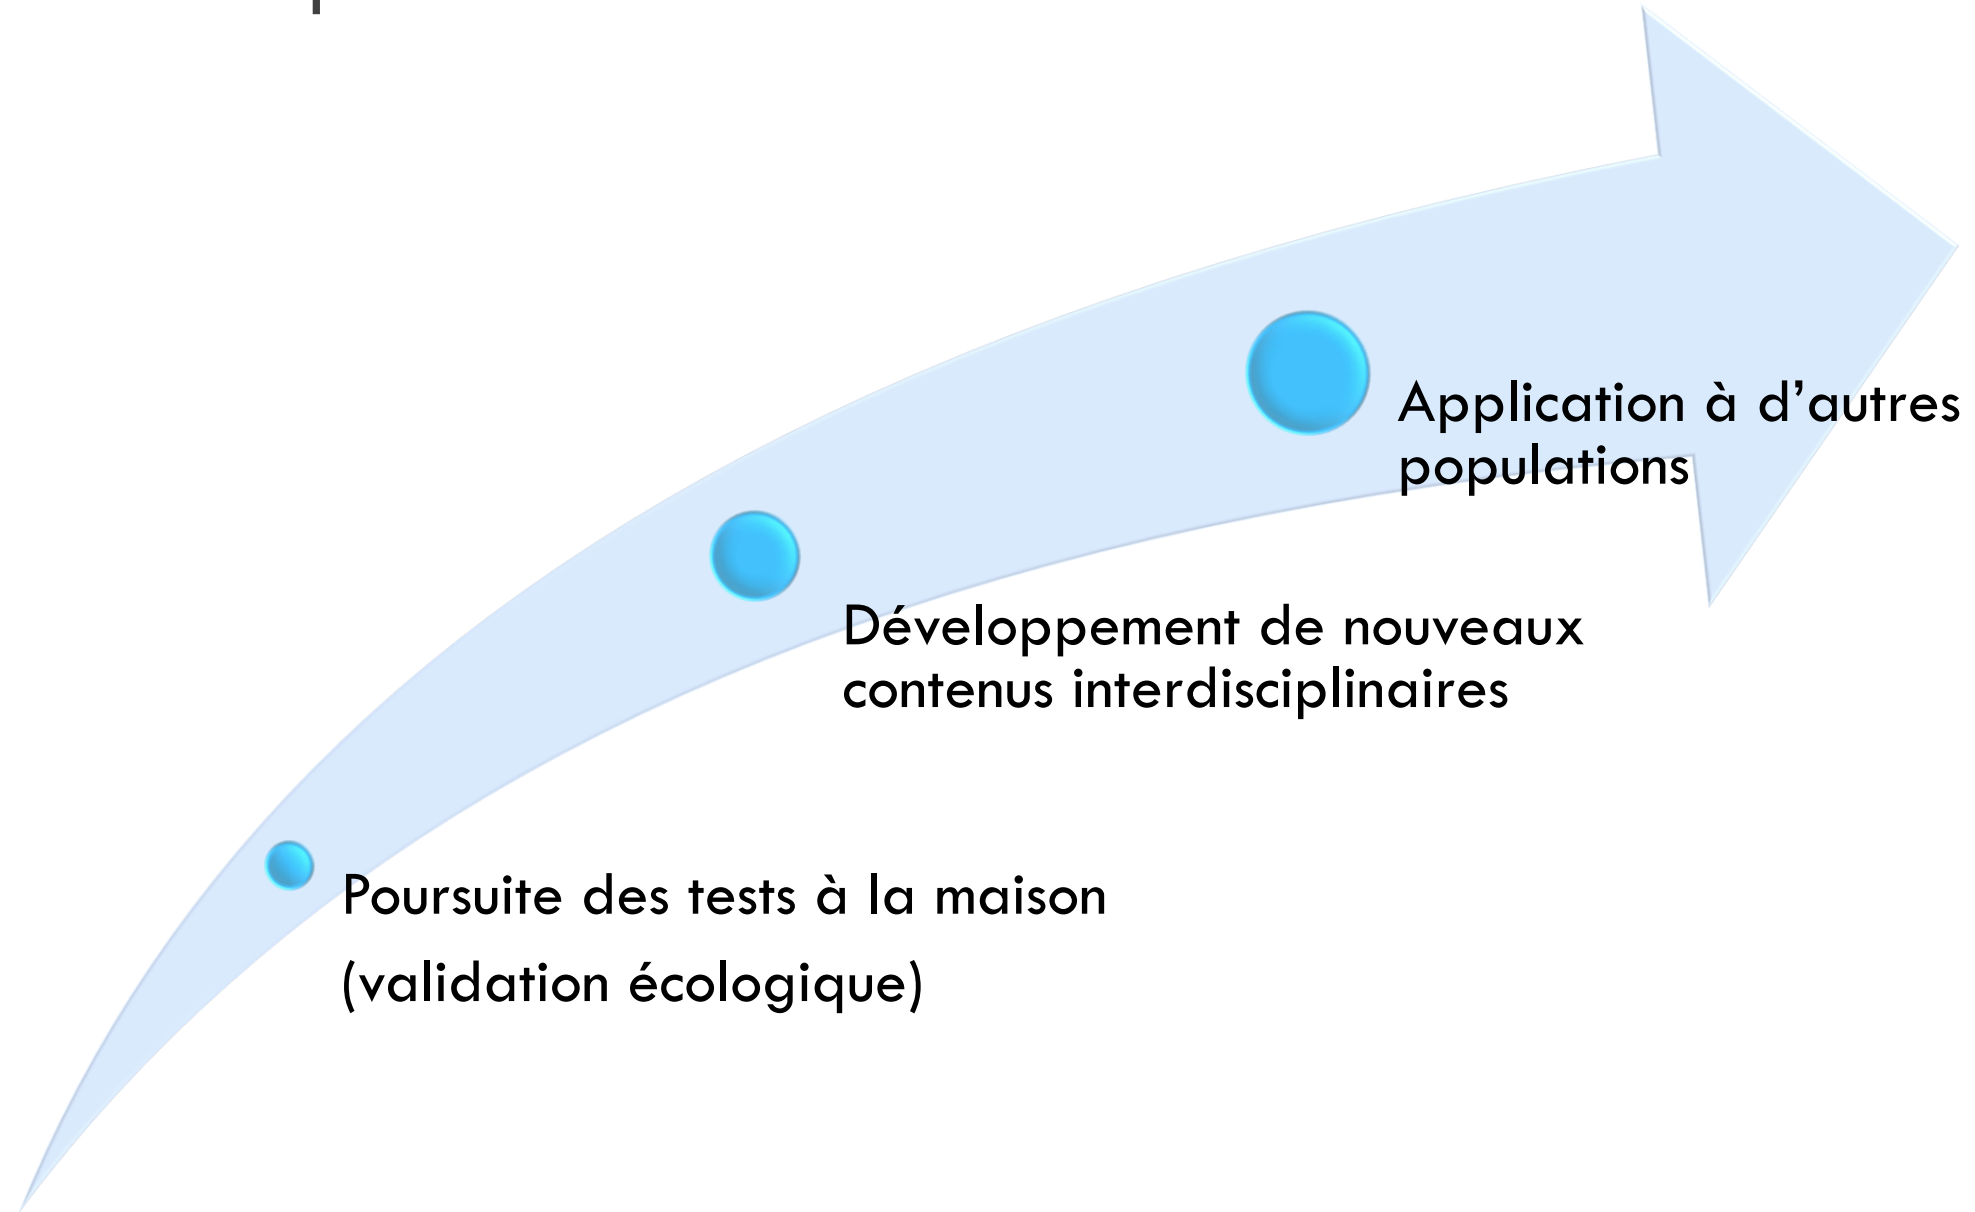 Application à d’autres
populations
Développement de nouveaux
contenus interdisciplinaires
Poursuite des tests à la maison
(validation écologique)